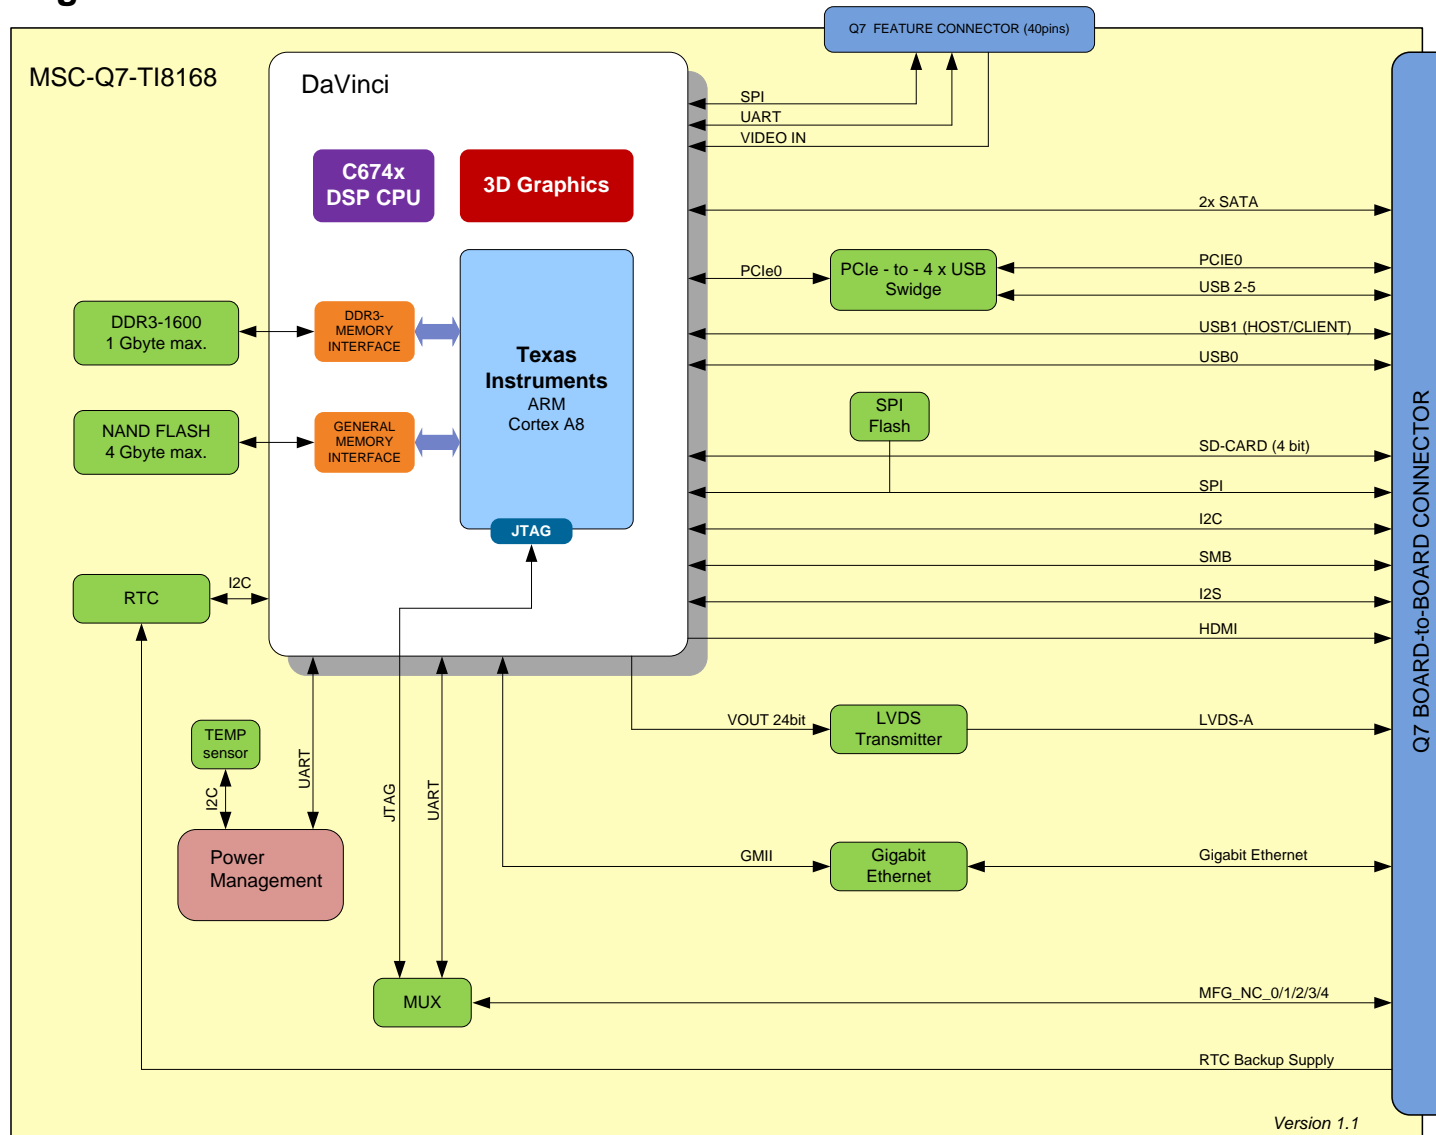 Q7 FEATURE CONNECTOR (40pins)
MSC-Q7-TI8168
DaVinci
SPI
UART
VIDEO IN
C674x
DSP CPU
3D Graphics
2x SATA
PCIe0
PCIe - to - 4 x USB
Swidge
PCIE0
USB 2-5
DDR3-1600
1 Gbyte max.
DDR3-
MEMORY
INTERFACE
Texas
Instruments
ARM
Cortex A8
USB1 (HOST/CLIENT)
USB0
SPI
Flash
NAND FLASH
4 Gbyte max.
GENERAL
MEMORY
INTERFACE
SD-CARD (4 bit)
SPI
JTAG
I2C
SMB
RTC
I2C
I2S
HDMI
Q7 BOARD-to-BOARD CONNECTOR
TEMP
sensor
VOUT 24bit
LVDS
Transmitter
LVDS-A
I2C
UART
JTAG
UART
Power
Management
GMII
Gigabit
Ethernet
Gigabit Ethernet
MUX
MFG_NC_0/1/2/3/4
RTC Backup Supply
Version 1.1